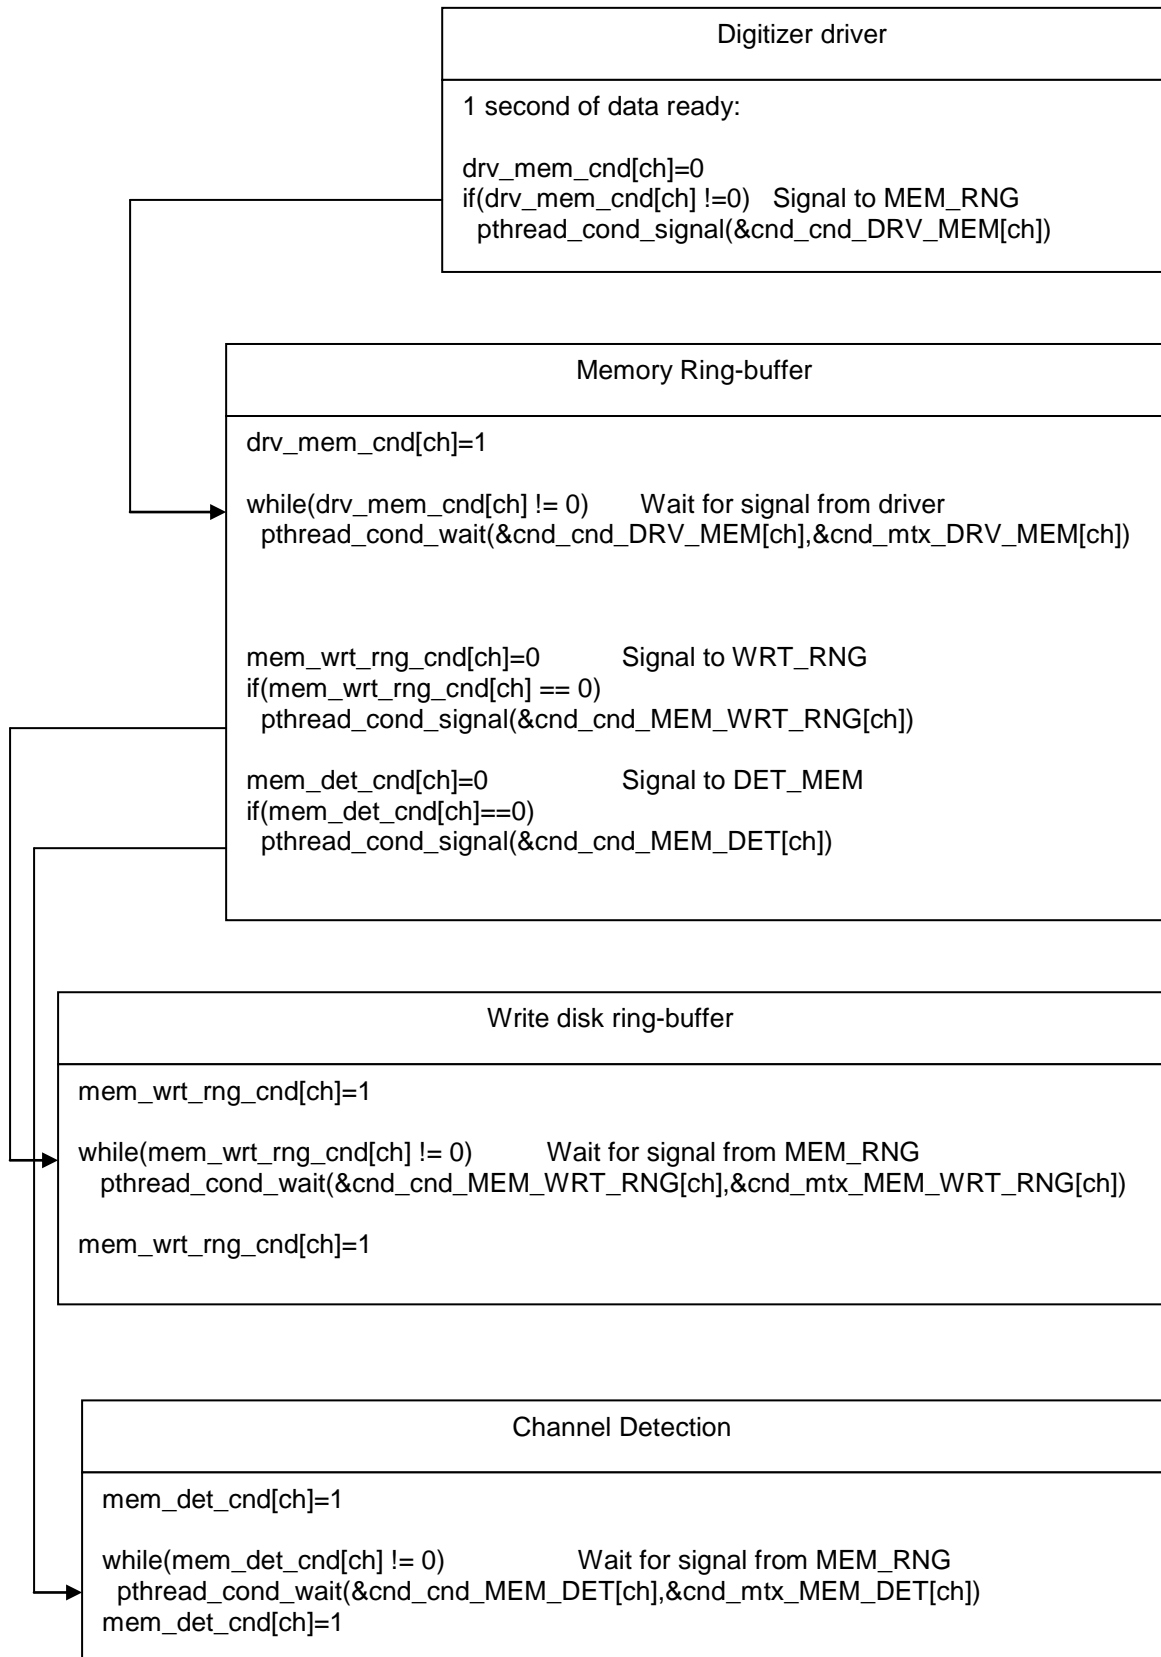 Digitizer driver
1 second of data ready:
drv_mem_cnd[ch]=0
if(drv_mem_cnd[ch] !=0) Signal to MEM_RNG
pthread_cond_signal(&cnd_cnd_DRV_MEM[ch])
Memory Ring-buffer
drv_mem_cnd[ch]=1
while(drv_mem_cnd[ch] != 0) Wait for signal from driver
pthread_cond_wait(&cnd_cnd_DRV_MEM[ch],&cnd_mtx_DRV_MEM[ch])
mem_wrt_rng_cnd[ch]=0 Signal to WRT_RNG
if(mem_wrt_rng_cnd[ch] == 0)
pthread_cond_signal(&cnd_cnd_MEM_WRT_RNG[ch])
mem_det_cnd[ch]=0 Signal to DET_MEM
if(mem_det_cnd[ch]==0)
pthread_cond_signal(&cnd_cnd_MEM_DET[ch])
Write disk ring-buffer
mem_wrt_rng_cnd[ch]=1
while(mem_wrt_rng_cnd[ch] != 0) Wait for signal from MEM_RNG
pthread_cond_wait(&cnd_cnd_MEM_WRT_RNG[ch],&cnd_mtx_MEM_WRT_RNG[ch])
mem_wrt_rng_cnd[ch]=1
Channel Detection
mem_det_cnd[ch]=1
while(mem_det_cnd[ch] != 0) Wait for signal from MEM_RNG
pthread_cond_wait(&cnd_cnd_MEM_DET[ch],&cnd_mtx_MEM_DET[ch])
mem_det_cnd[ch]=1